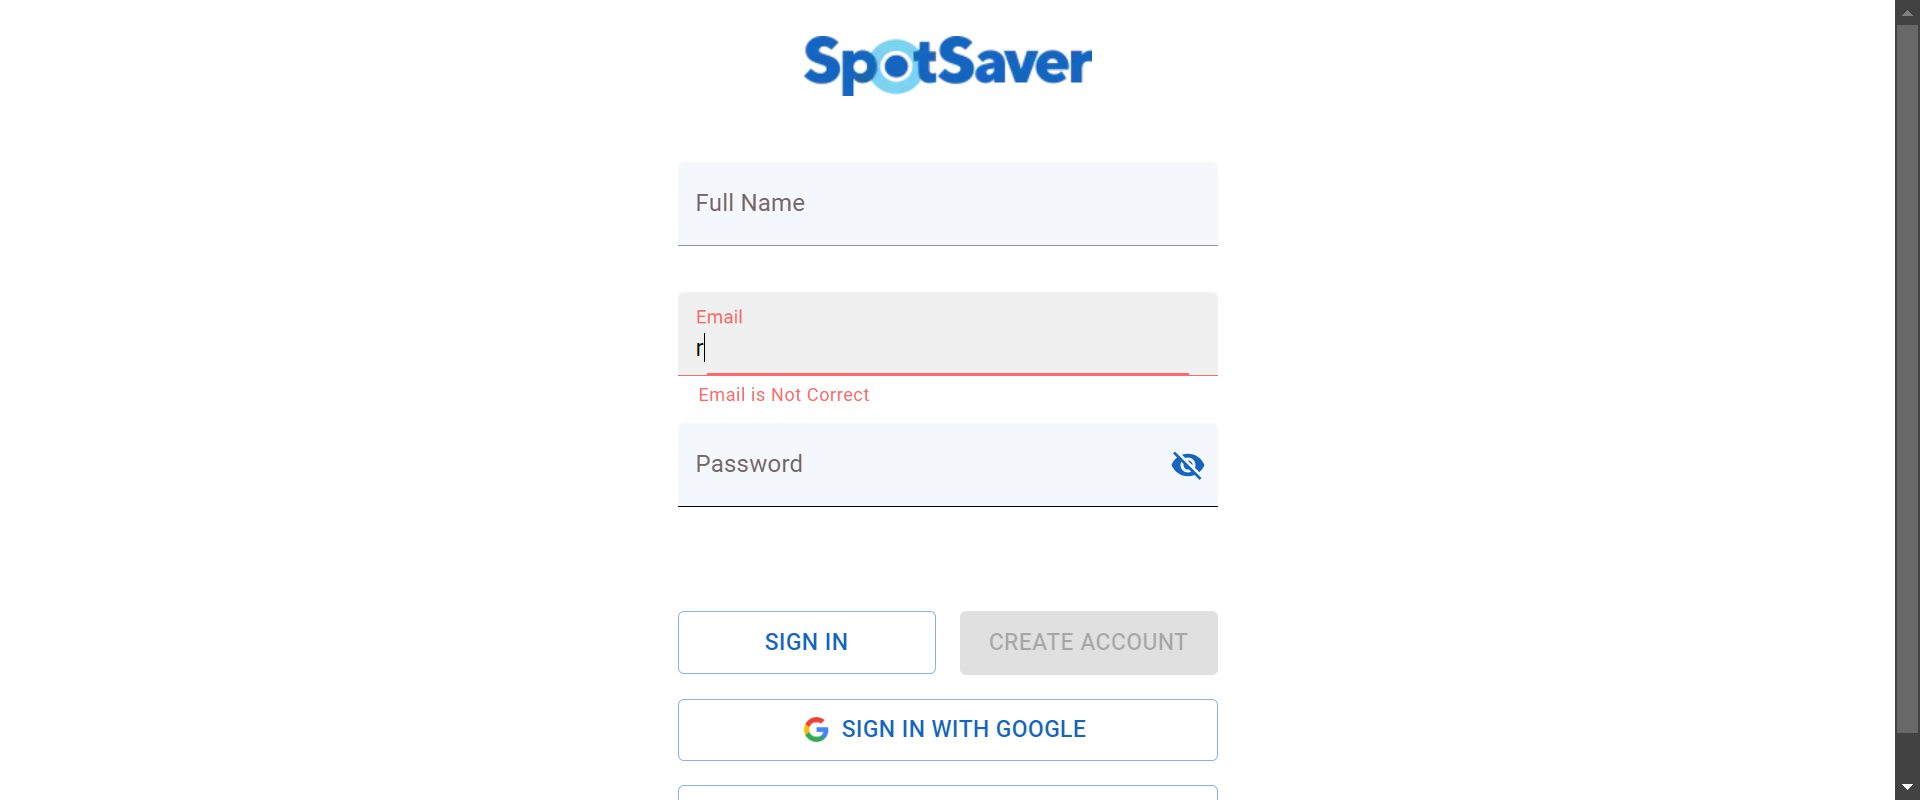 SpotSaver
Full Name
Email
r
Email is Not Correct
Password
SIGN IN
CREATE ACCOUNT
SIGN IN WITH GOOGLE